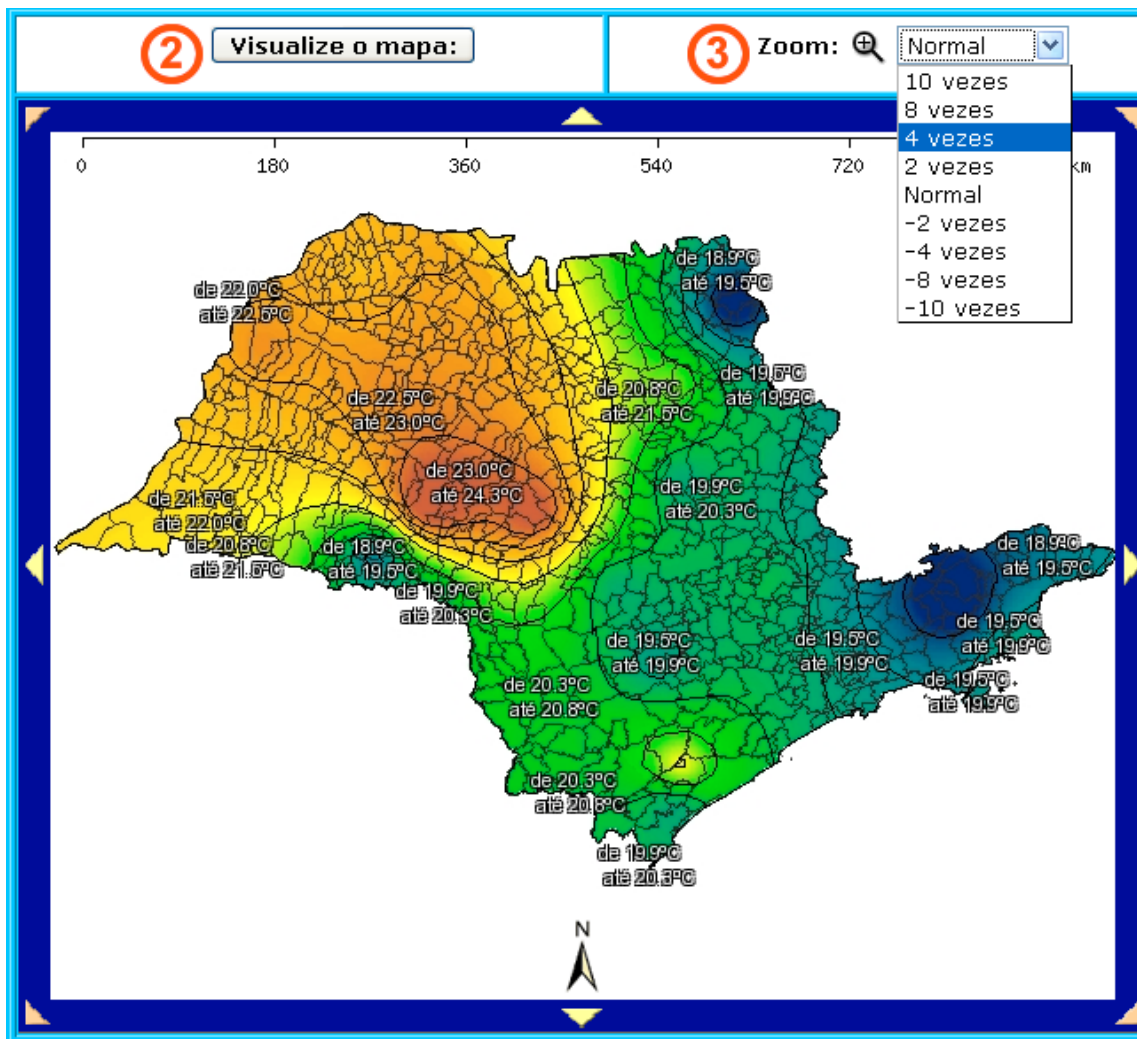 2 Visualize o mapa:
3 Zoom: Normal
10 vezes
8 vezes
4 vezes
2 vezes
Normal
-2 vezes
-4 vezes
-8 vezes
-10 vezes
0 180 360 540 720 km
de 18.9ºC
até 19.5ºC
de 22.0ºC
até 22.5ºC
de 19.5ºC
até 19.9ºC
de 20.8ºC
até 21.5ºC
de 22.5ºC
até 23.0ºC
de 23.0ºC
até 24.3ºC
de 19.9ºC
até 20.3ºC
de 21.5ºC
até 22.0ºC
de 20.8ºC
até 21.5ºC
de 18.9ºC
até 19.5ºC
de 18.9ºC
até 19.5ºC
de 19.9ºC
até 20.3ºC
de 19.5ºC
até 19.9ºC
de 19.5ºC
até 19.9ºC
de 19.5ºC
até 19.9ºC
de 19.5ºC
até 19.9ºC
de 20.3ºC
até 20.8ºC
de 20.3ºC
até 20.8ºC
de 19.9ºC
até 20.3ºC
N